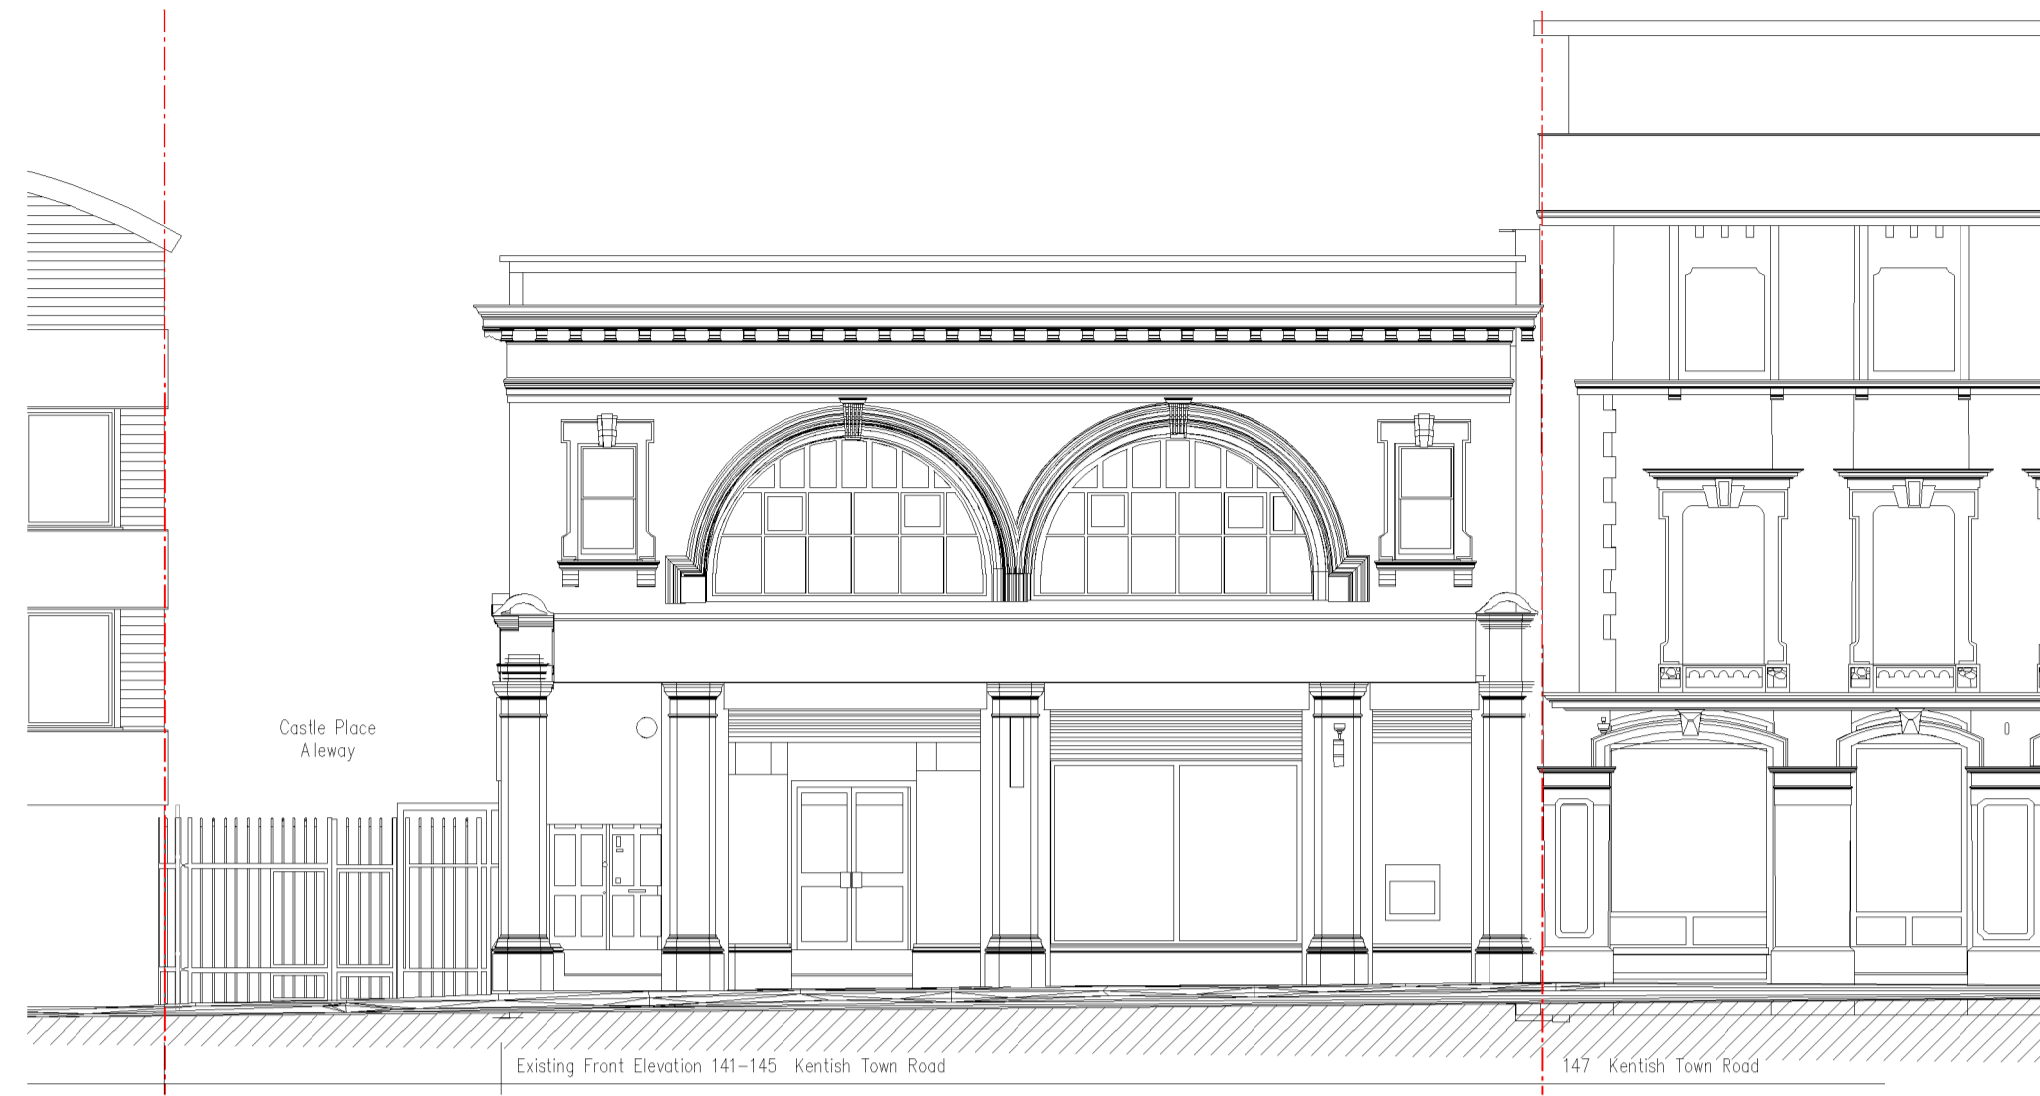 Castle Place
Aleway
Existing Front Elevation 141-145 Kentish Town Road
147 Kentish Town Road